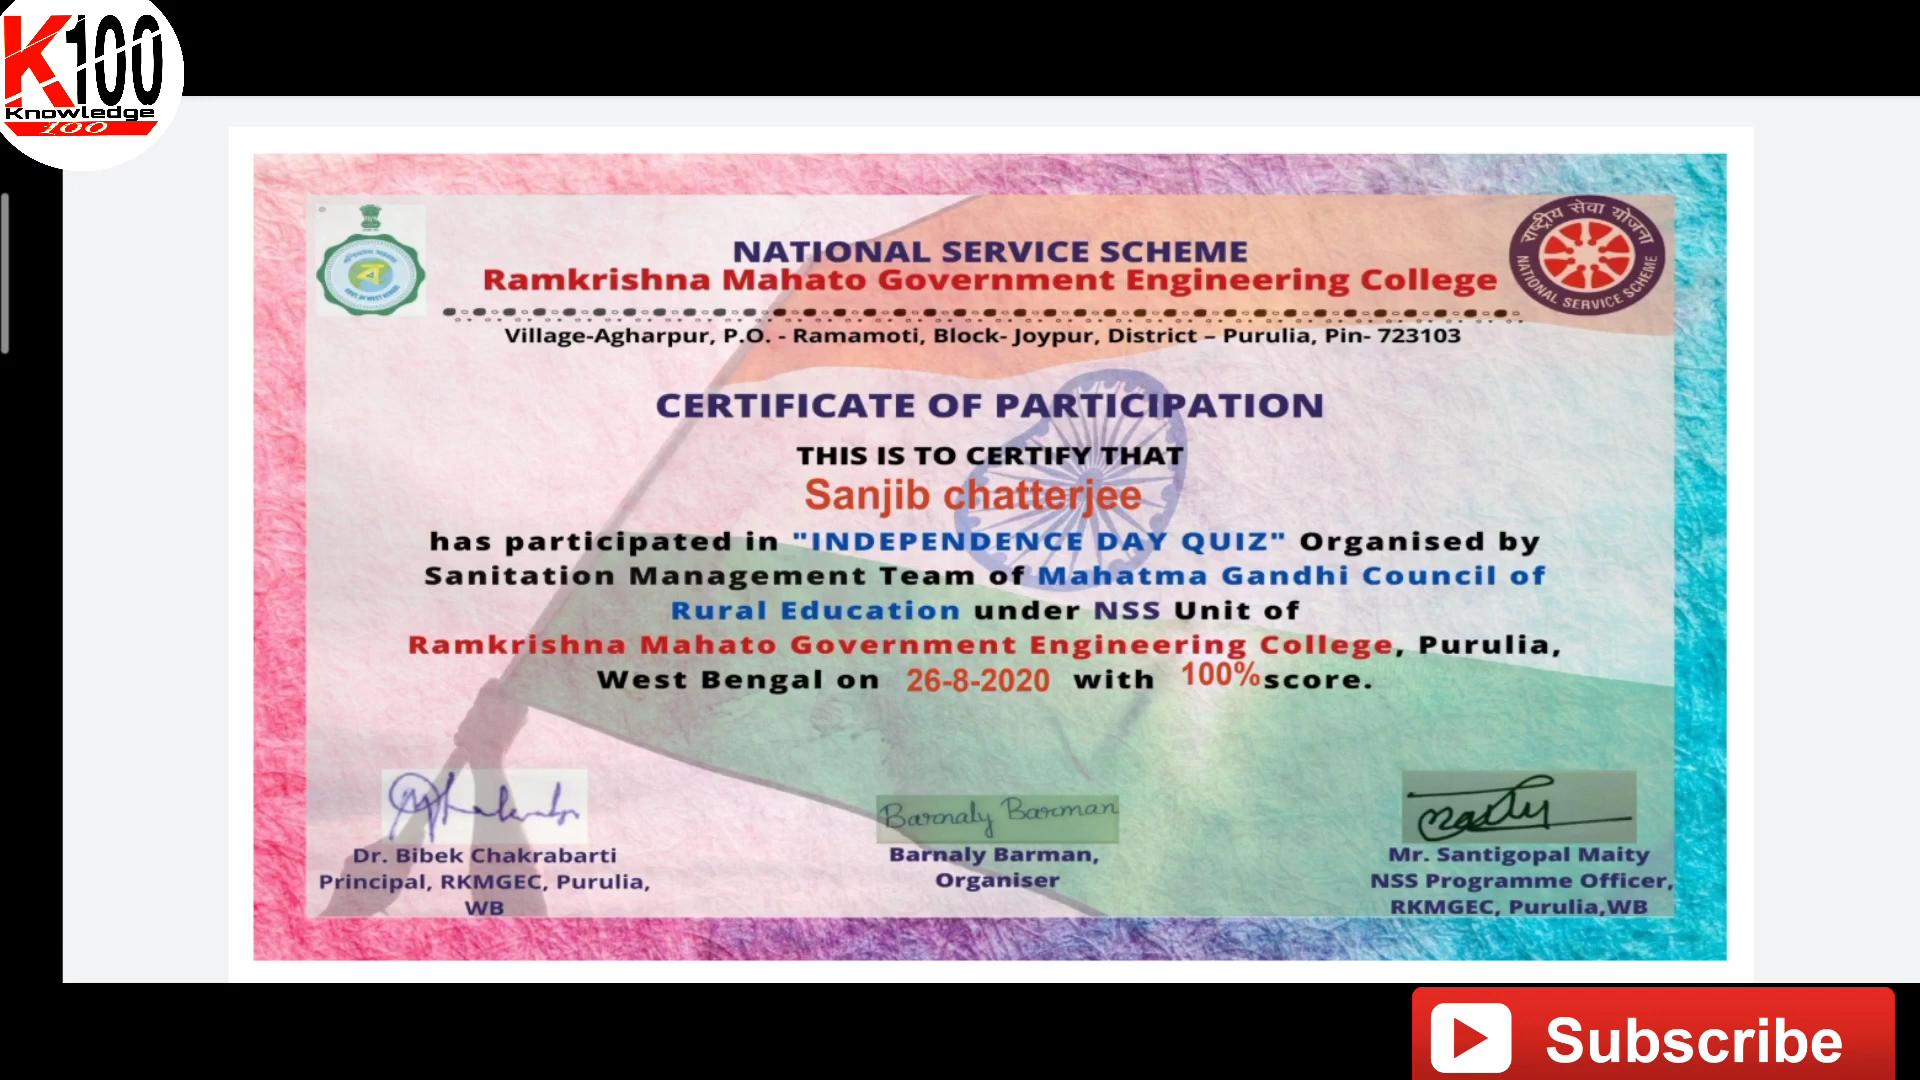 K100
Knowledge
100
NATIONAL SERVICE SCHEME
Ramkrishna Mahato Government Engineering College
Village-Agharpur, P.O. - Ramamoti, Block- Joypur, District – Purulia, Pin- 723103
राष्ट्रीय सेवा योजना
NATIONAL SERVICE SCHEME
CERTIFICATE OF PARTICIPATION
THIS IS TO CERTIFY THAT
Sanjib chatterjee
has participated in "INDEPENDENCE DAY QUIZ" Organised by
Sanitation Management Team of Mahatma Gandhi Council of
Rural Education under NSS Unit of
Ramkrishna Mahato Government Engineering College, Purulia,
West Bengal on 26-8-2020 with 100% score.
Barnaly Barman
Maity
Dr. Bibek Chakrabarti
Principal, RKMGEC, Purulia,
WB
Barnaly Barman,
Organiser
Mr. Santigopal Maity
NSS Programme Officer,
RKMGEC, Purulia,WB
Subscribe